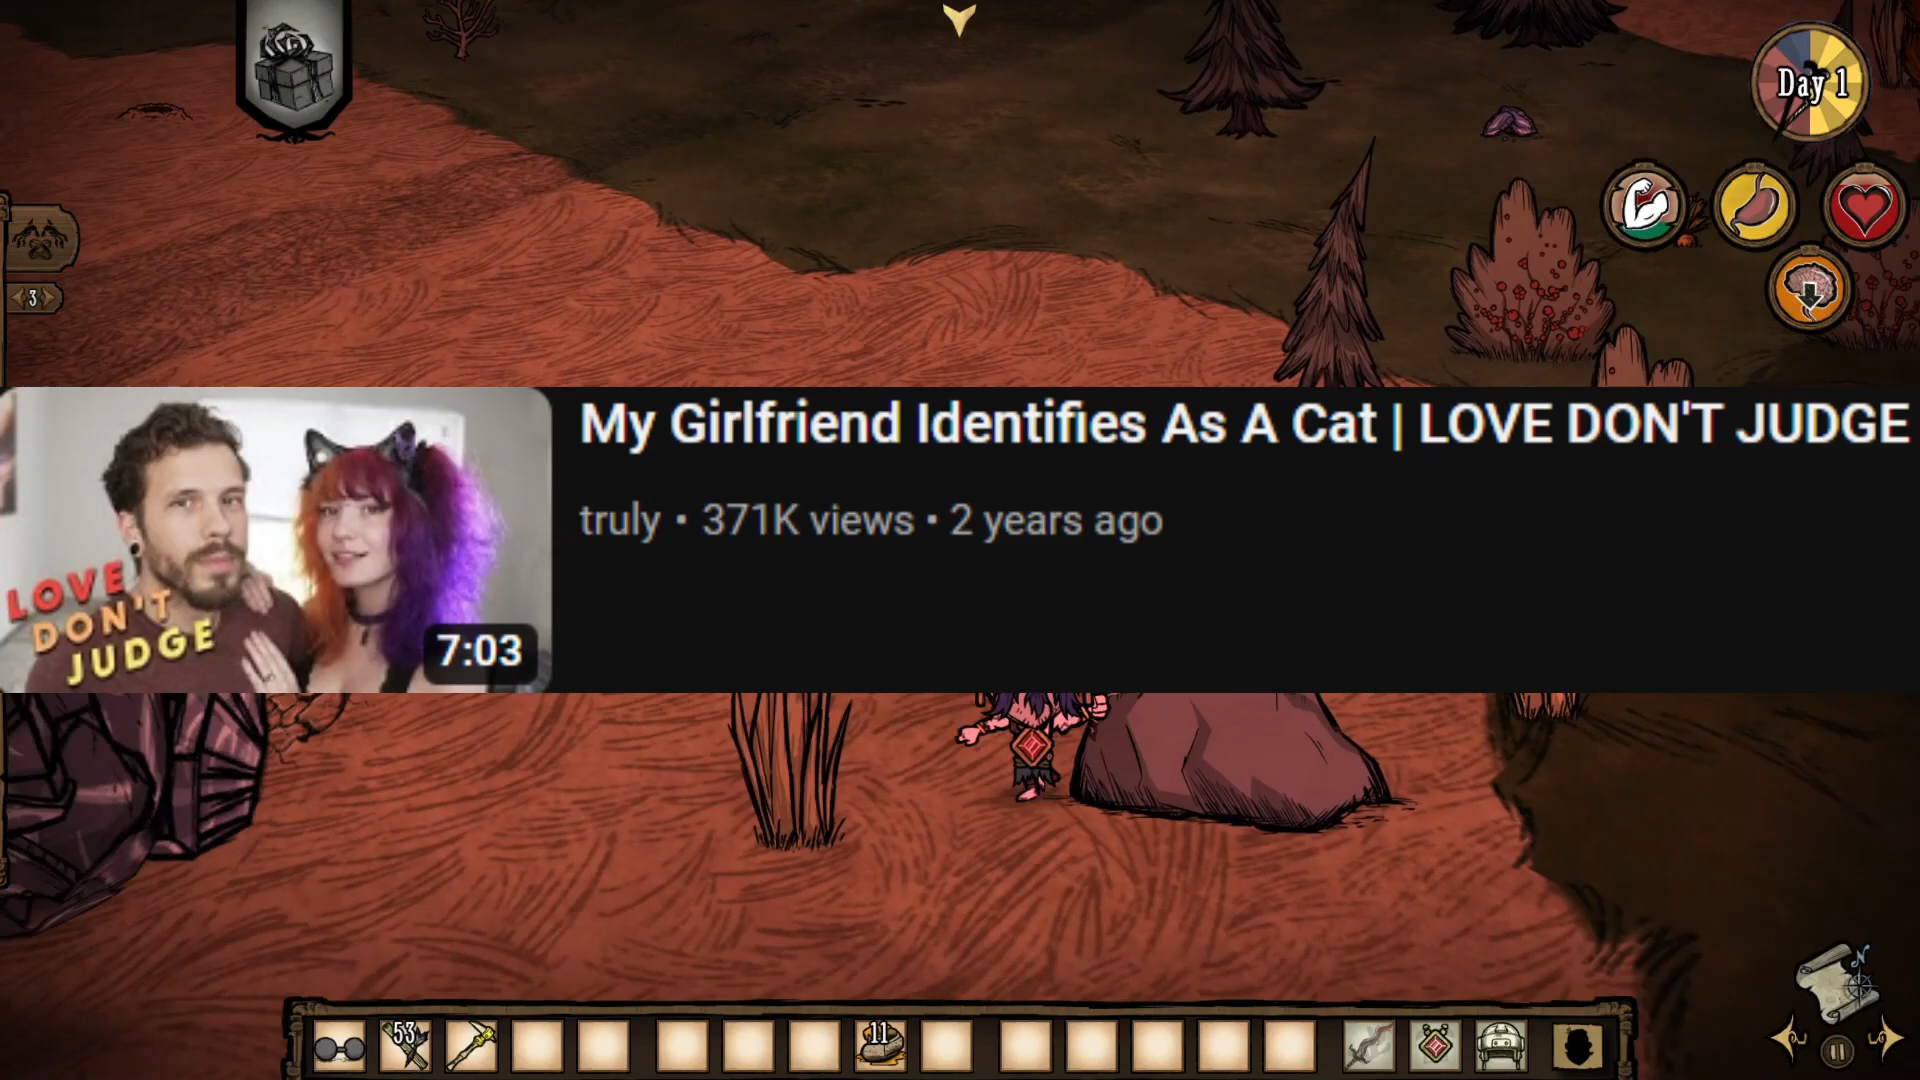 Day 1
3
My Girlfriend Identifies As A Cat | LOVE DON'T JUDGE
truly • 371K views • 2 years ago
LOVE
DON'T
JUDGE
7:03
N
53
11